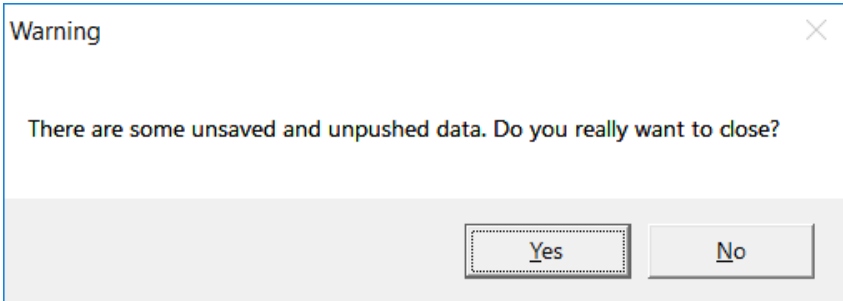 Warning
There are some unsaved and unpushed data. Do you really want to close?
Yes
No